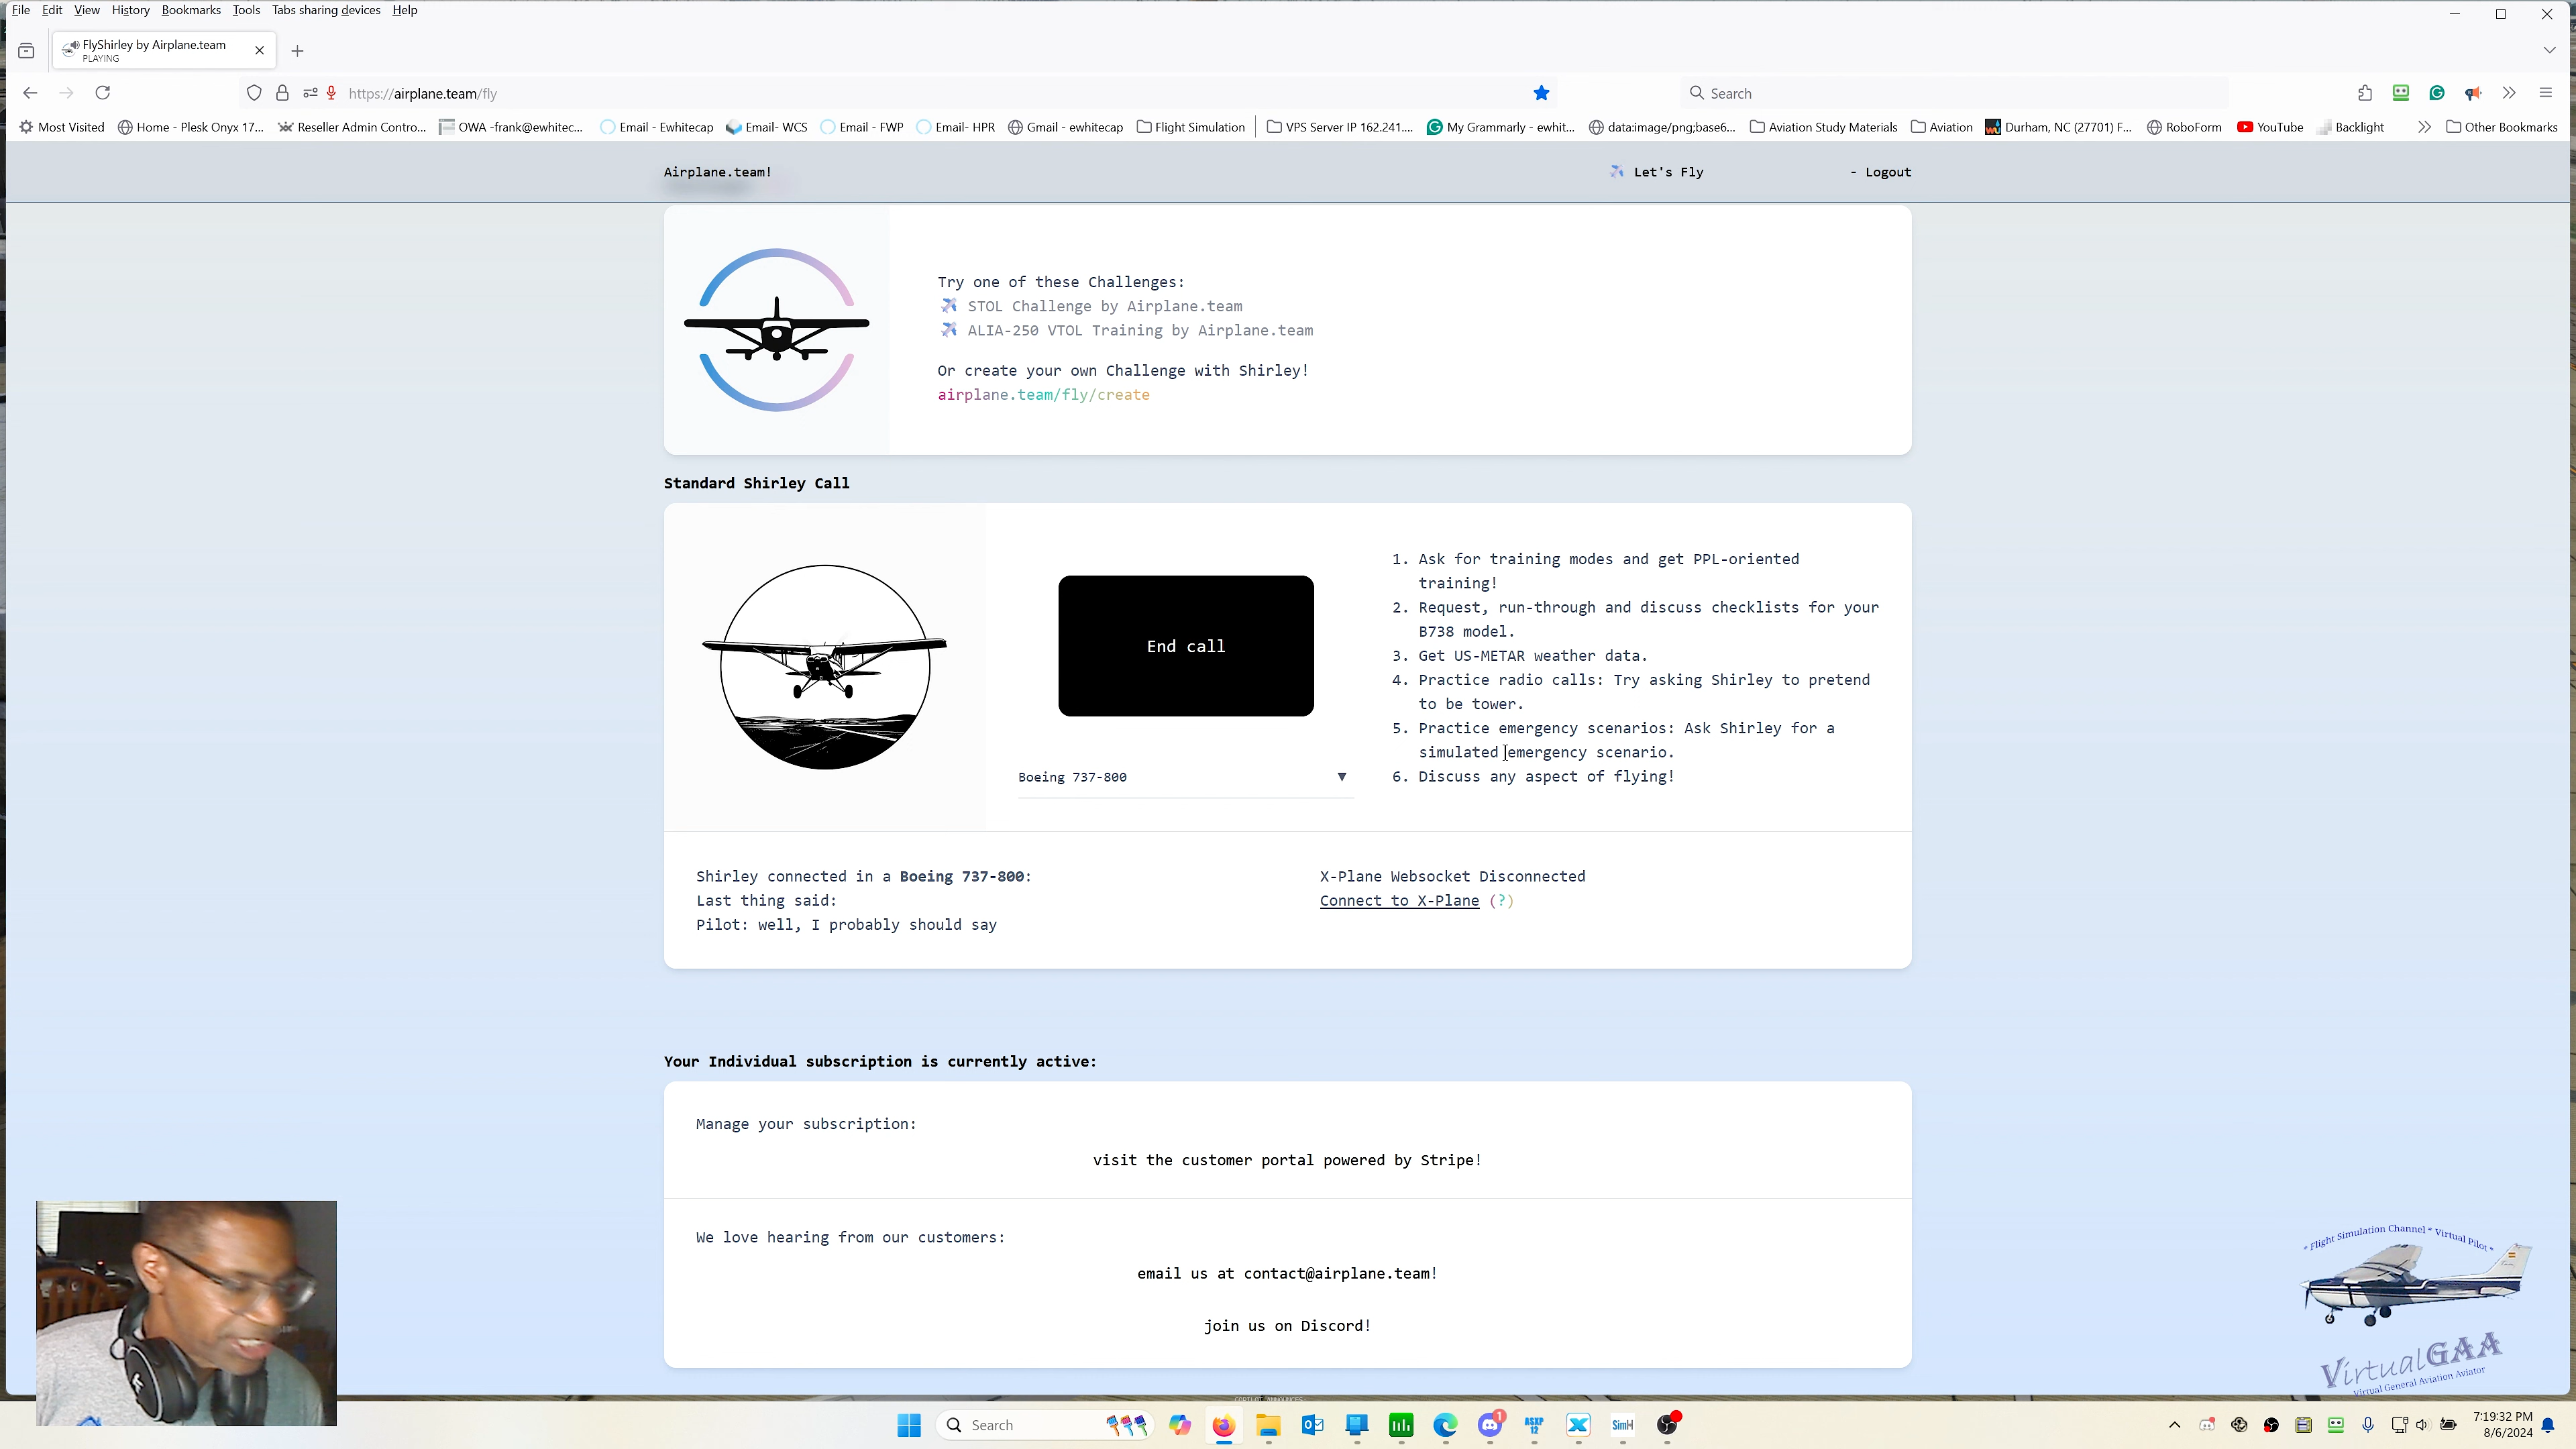 File Edit View History Bookmarks Tools Tabs sharing devices Help
FlyShirley by Airplane.team
PLAYING
https://airplane.team/fly
Search
Most Visited Home - Plesk Onyx 17... Reseller Admin Contro... OWA -frank@ewhitec... Email - Ewhitecap Email- WCS Email - FWP Email- HPR Gmail - ewhitecap Flight Simulation VPS Server IP 162.241.... My Grammarly - ewhit... data:image/png;base6... Aviation Study Materials Aviation Durham, NC (27701) F... RoboForm YouTube Backlight Other Bookmarks
Airplane.team! Let's Fly - Logout
Try one of these Challenges:
STOL Challenge by Airplane.team
ALIA-250 VTOL Training by Airplane.team
Or create your own Challenge with Shirley!
airplane.team/fly/create
Standard Shirley Call
End call
Boeing 737-800 ▼
1. Ask for training modes and get PPL-oriented
training!
2. Request, run-through and discuss checklists for your
B738 model.
3. Get US-METAR weather data.
4. Practice radio calls: Try asking Shirley to pretend
to be tower.
5. Practice emergency scenarios: Ask Shirley for a
simulated emergency scenario.
6. Discuss any aspect of flying!
Shirley connected in a Boeing 737-800:
Last thing said:
Pilot: well, I probably should say
X-Plane Websocket Disconnected
Connect to X-Plane (?)
Your Individual subscription is currently active:
Manage your subscription:
visit the customer portal powered by Stripe!
We love hearing from our customers:
email us at contact@airplane.team!
join us on Discord!
* Flight Simulation Channel * Virtual Pilot *
VirtualGAA
Virtual General Aviation Aviator
Search
1
ASXP
12
SimH
7:19:32 PM
8/6/2024